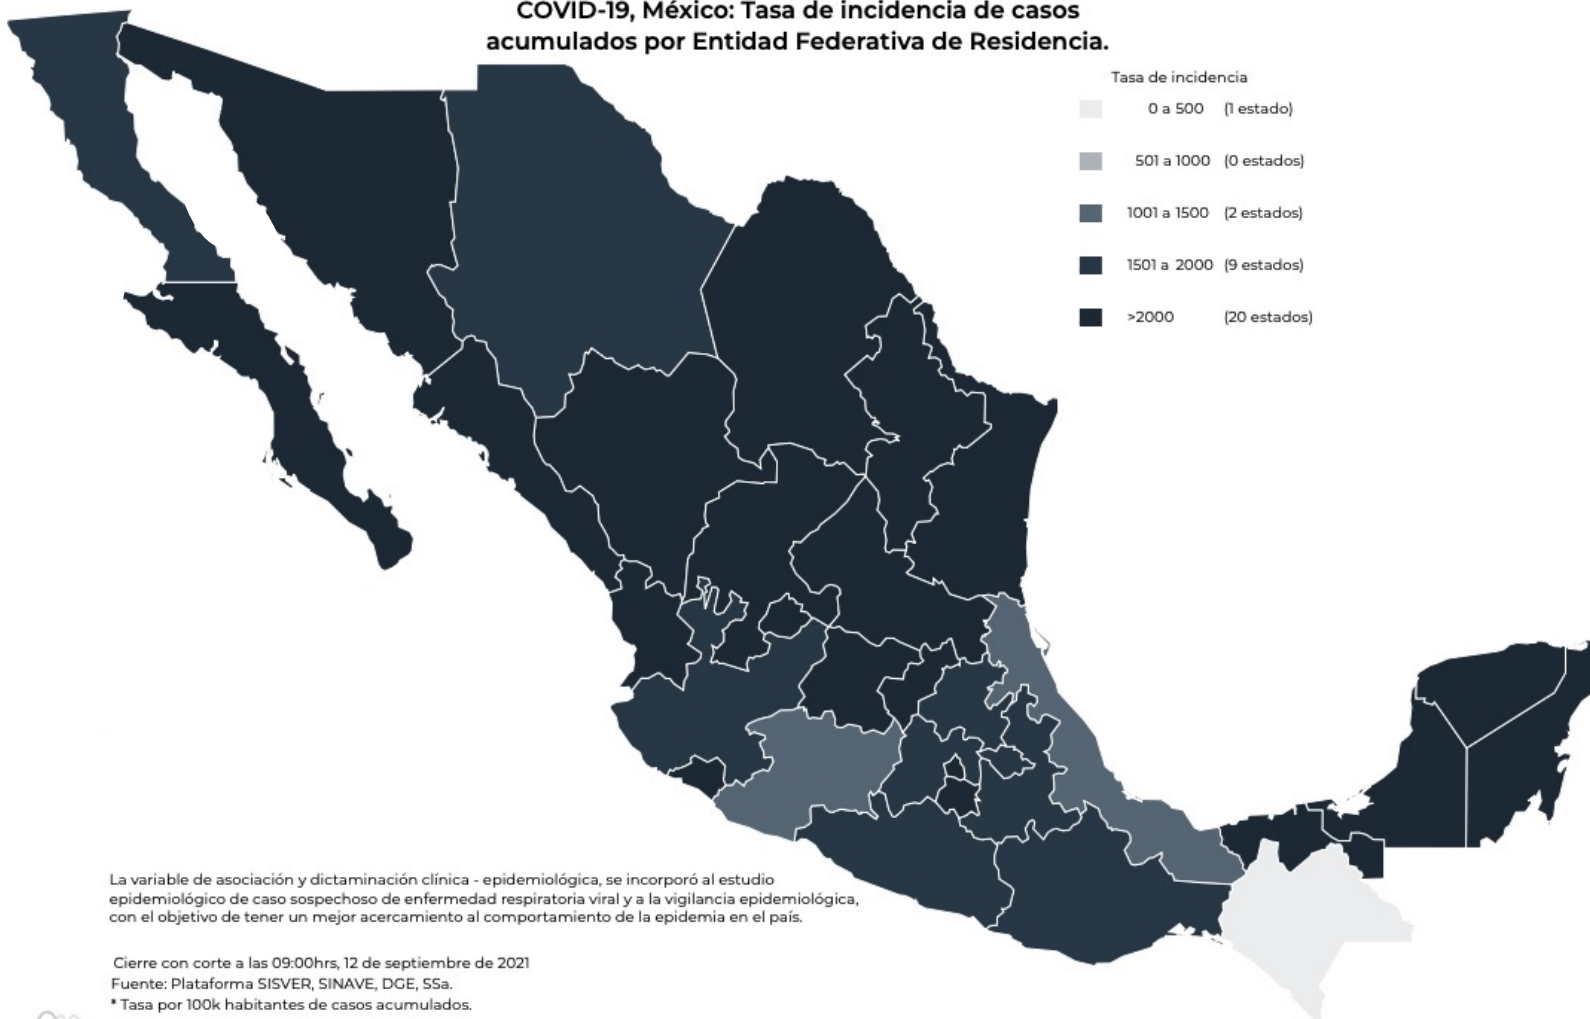 COVID-19, México: Tasa de incidencia de casos
acumulados por Entidad Federativa de Residencia.
Tasa de incidencia
0 a 500 (1 estado)
501 a 1000 (0 estados)
1001 a 1500 (2 estados)
1501 a 2000 (9 estados)
>2000 (20 estados)
La variable de asociación y dictaminación clínica - epidemiológica, se incorporó al estudio
epidemiológico de caso sospechoso de enfermedad respiratoria viral y a la vigilancia epidemiológica,
con el objetivo de tener un mejor acercamiento al comportamiento de la epidemia en el país.
Cierre con corte a las 09:00hrs, 12 de septiembre de 2021
Fuente: Plataforma SISVER, SINAVE, DGE, SSa.
* Tasa por 100k habitantes de casos acumulados.